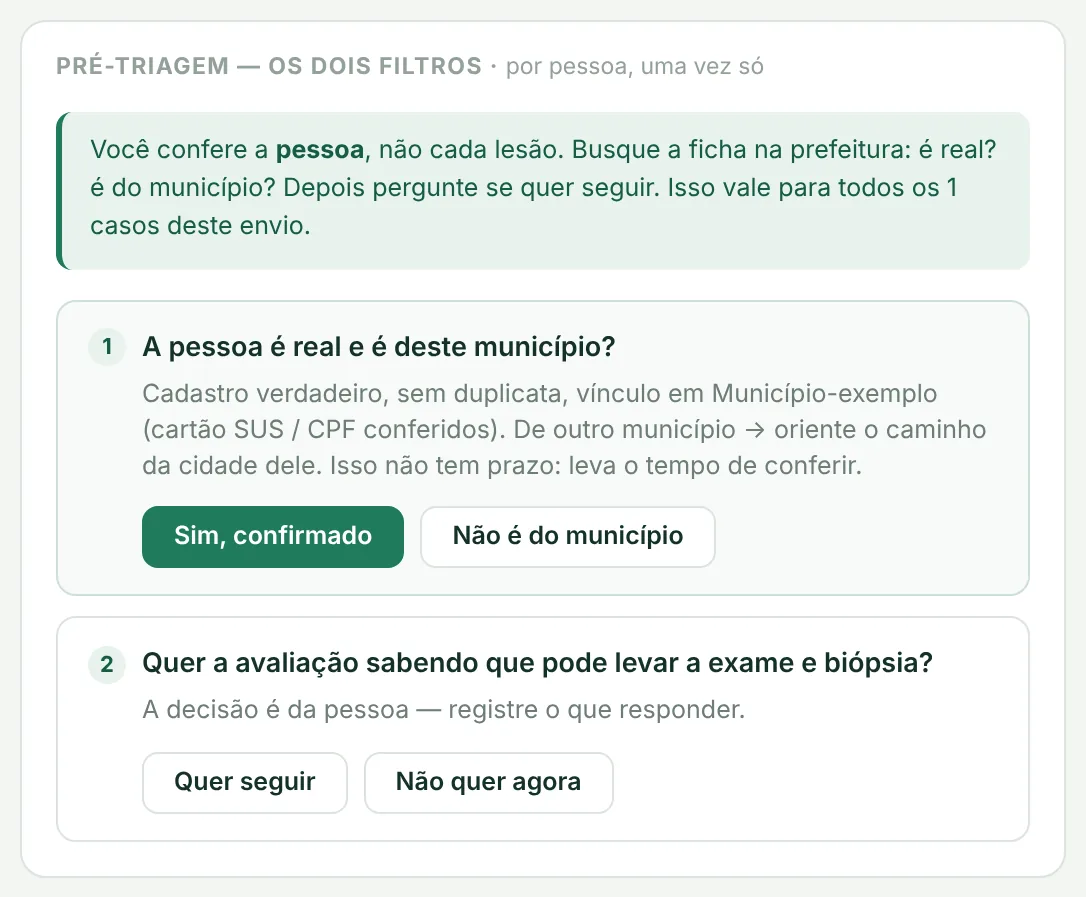 PRÉ-TRIAGEM — OS DOIS FILTROS · por pessoa, uma vez só
Você confere a pessoa, não cada lesão. Busque a ficha na prefeitura: é real?
é do município? Depois pergunte se quer seguir. Isso vale para todos os 1
casos deste envio.
1 A pessoa é real e é deste município?
Cadastro verdadeiro, sem duplicata, vínculo em Município-exemplo
(cartão SUS / CPF conferidos). De outro município → oriente o caminho
da cidade dele. Isso não tem prazo: leva o tempo de conferir.
Sim, confirmado Não é do município
2 Quer a avaliação sabendo que pode levar a exame e biópsia?
A decisão é da pessoa — registre o que responder.
Quer seguir Não quer agora